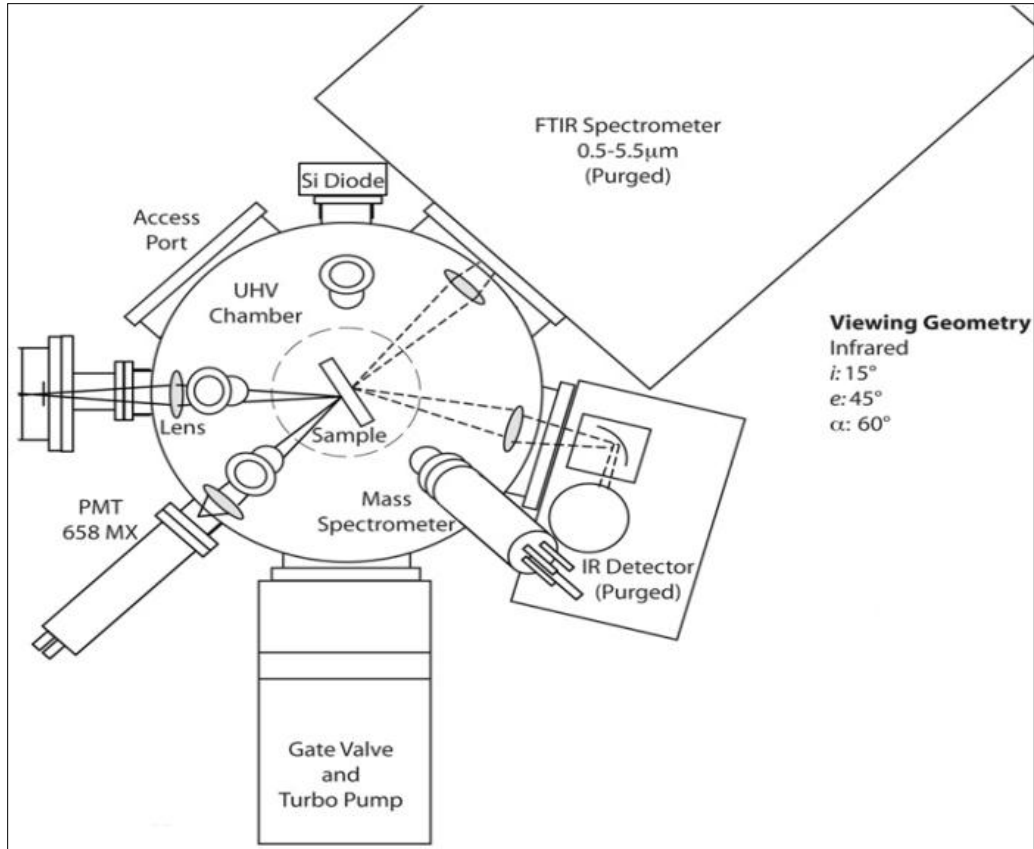 FTIR Spectrometer
0.5-5.5μm
(Purged)
Si Diode
Access
Port
UHV
Chamber
Viewing Geometry
Infrared
i: 15°
e: 45°
α: 60°
Lens
Sample
PMT
658 MX
Mass
Spectrometer
IR Detector
(Purged)
Gate Valve
and
Turbo Pump